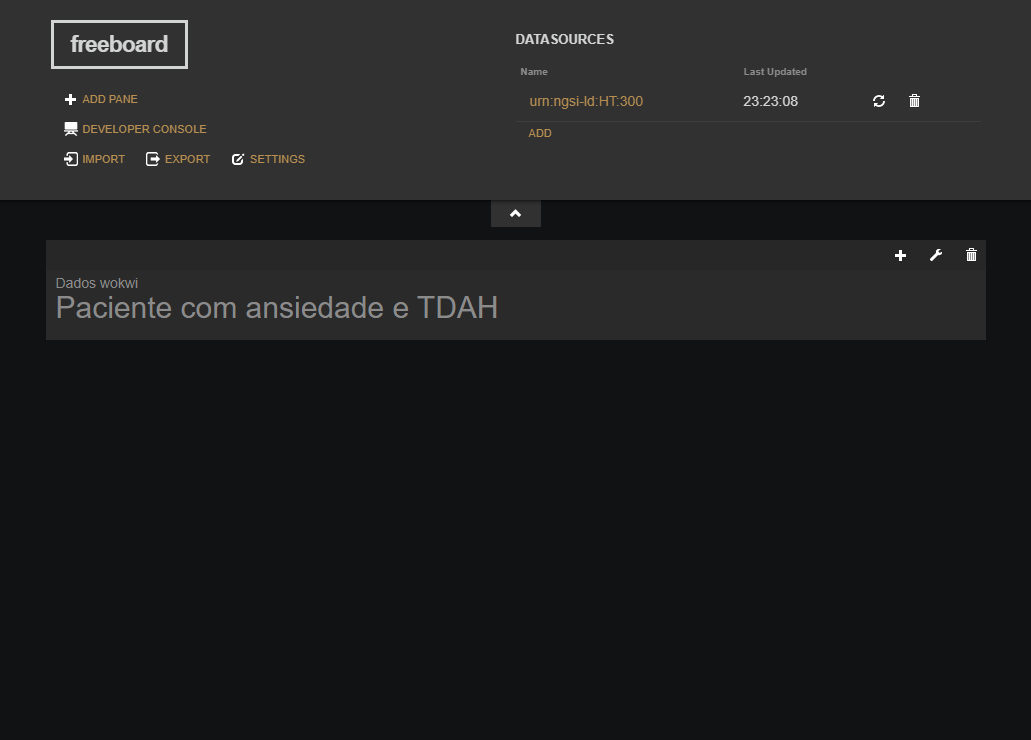 freeboard
ADD PANE
DEVELOPER CONSOLE
IMPORT EXPORT SETTINGS
DATASOURCES
Name Last Updated
urn:ngsi-ld:HT:300 23:23:08
ADD
Dados wokwi
Paciente com ansiedade e TDAH